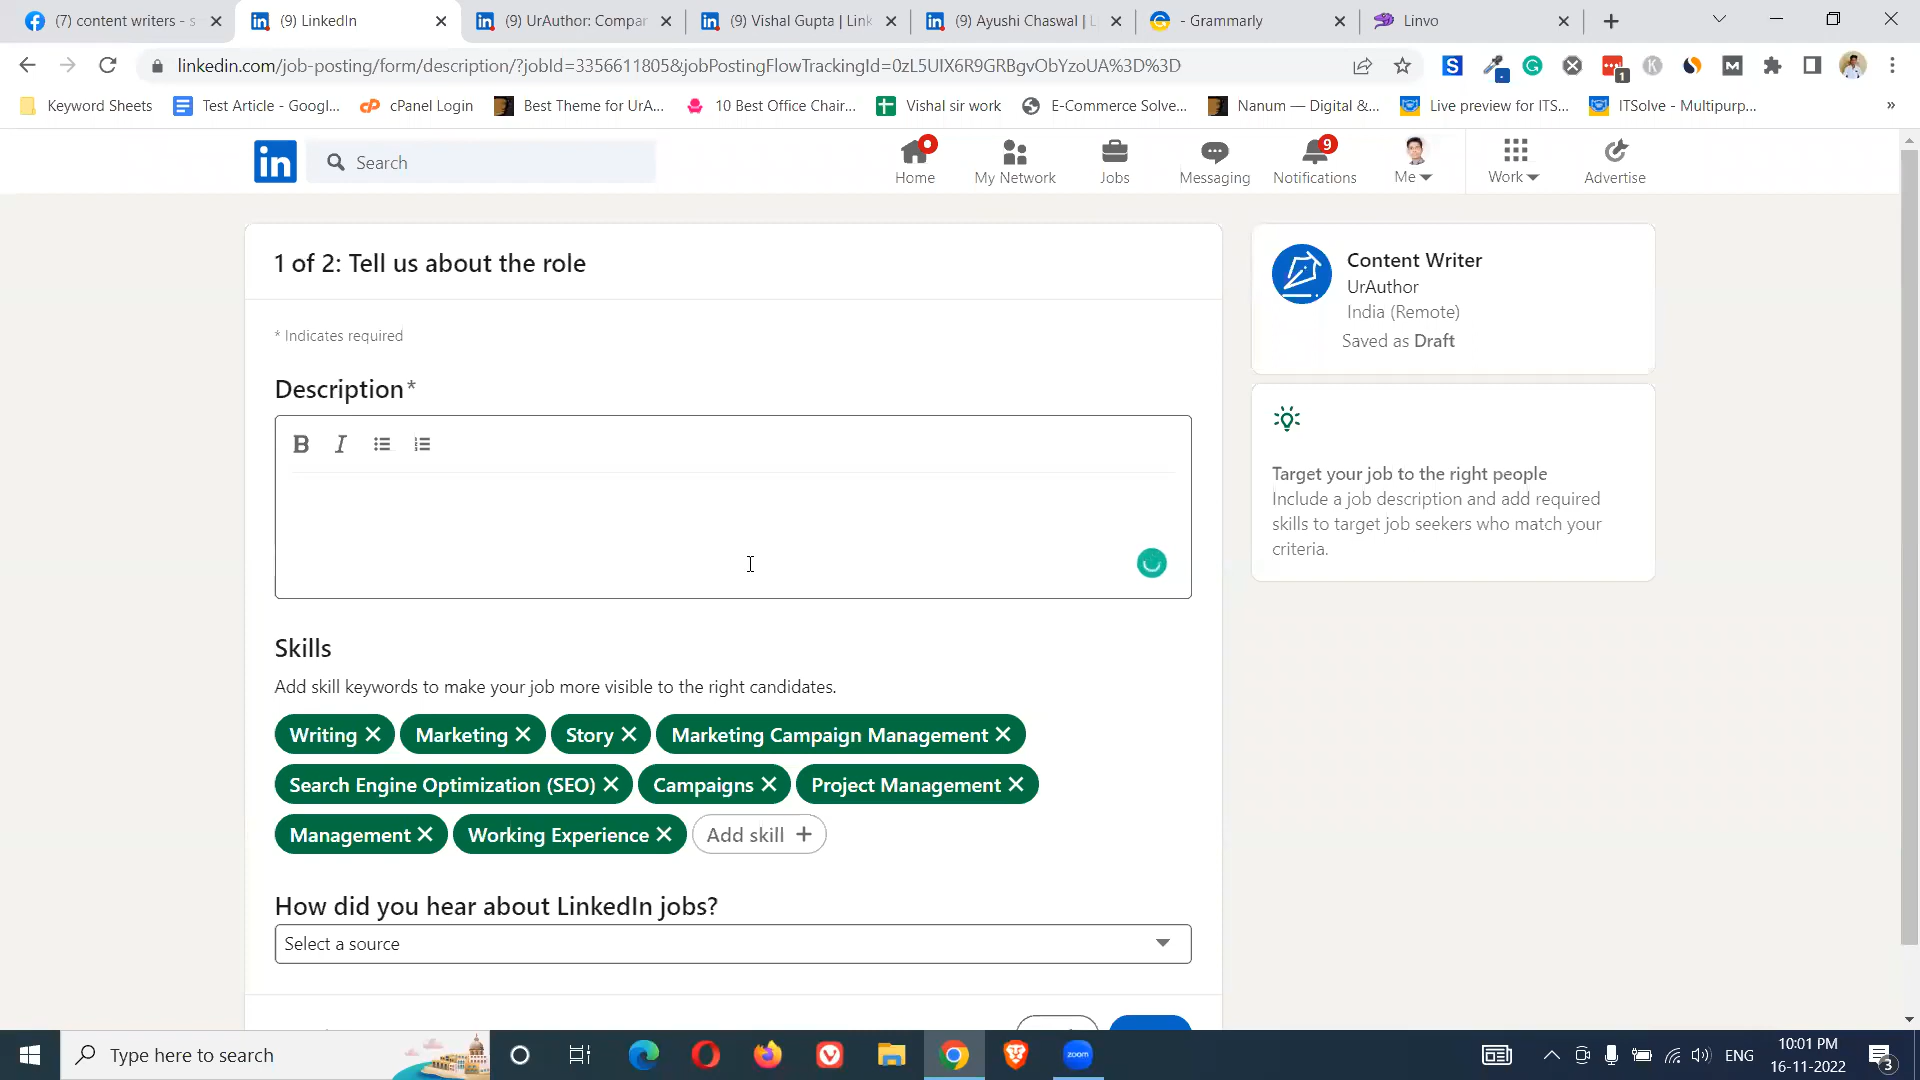 (7) content writers - s
(9) LinkedIn
(9) UrAuthor: Compar
(9) Vishal Gupta | Link
(9) Ayushi Chaswal | L
- Grammarly
Linvo
linkedin.com/job-posting/form/description/?jobId=3356611805&jobPostingFlowTrackingId=0zL5UIX6R9GRBgvObYzoUA%3D%3D
Keyword Sheets
Test Article - Googl...
cPanel Login
Best Theme for UrA...
10 Best Office Chair...
Vishal sir work
E-Commerce Solve...
Nanum — Digital &...
Live preview for ITS...
ITSolve - Multipurp...
»
in
Search
Home
My Network
Jobs
Messaging
9
Notifications
Me
Work
Advertise
1 of 2: Tell us about the role
* Indicates required
Description*
B I
Content Writer
UrAuthor
India (Remote)
Saved as Draft
Target your job to the right people
Include a job description and add required
skills to target job seekers who match your
criteria.
Skills
Add skill keywords to make your job more visible to the right candidates.
Writing
Marketing
Story
Marketing Campaign Management
Search Engine Optimization (SEO)
Campaigns
Project Management
Management
Working Experience
Add skill +
How did you hear about LinkedIn jobs?
Select a source
Type here to search
zoom
ENG
10:01 PM
16-11-2022
3